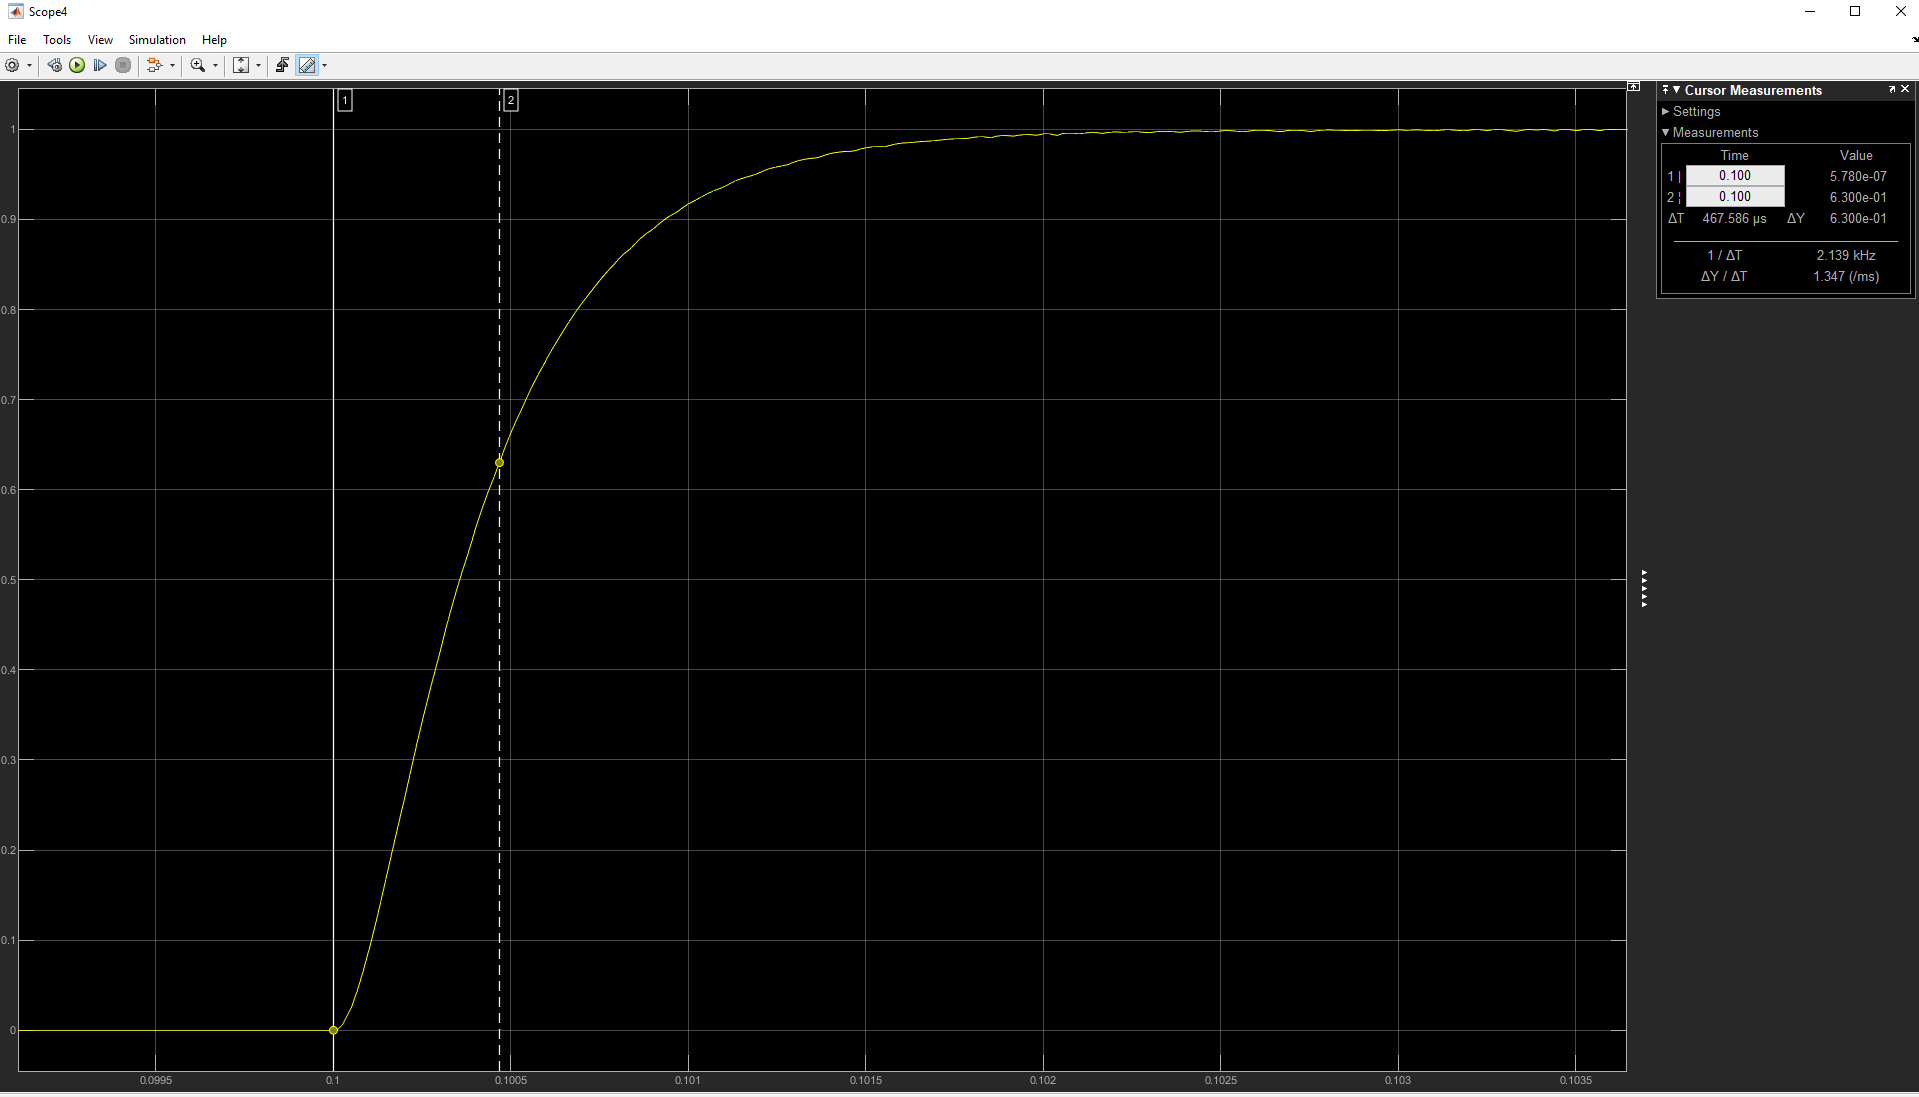 Scope4
File Tools View Simulation Help
1 2
Cursor Measurements
Settings
Measurements
Time Value
1 | 0.100 5.780e-07
2 ¦ 0.100 6.300e-01
ΔT 467.586 µs ΔY 6.300e-01
1 / ΔT 2.139 kHz
ΔY / ΔT 1.347 (/ms)
1
0.9
0.8
0.7
0.6
0.5
0.4
0.3
0.2
0.1
0
0.0995 0.1 0.1005 0.101 0.1015 0.102 0.1025 0.103 0.1035